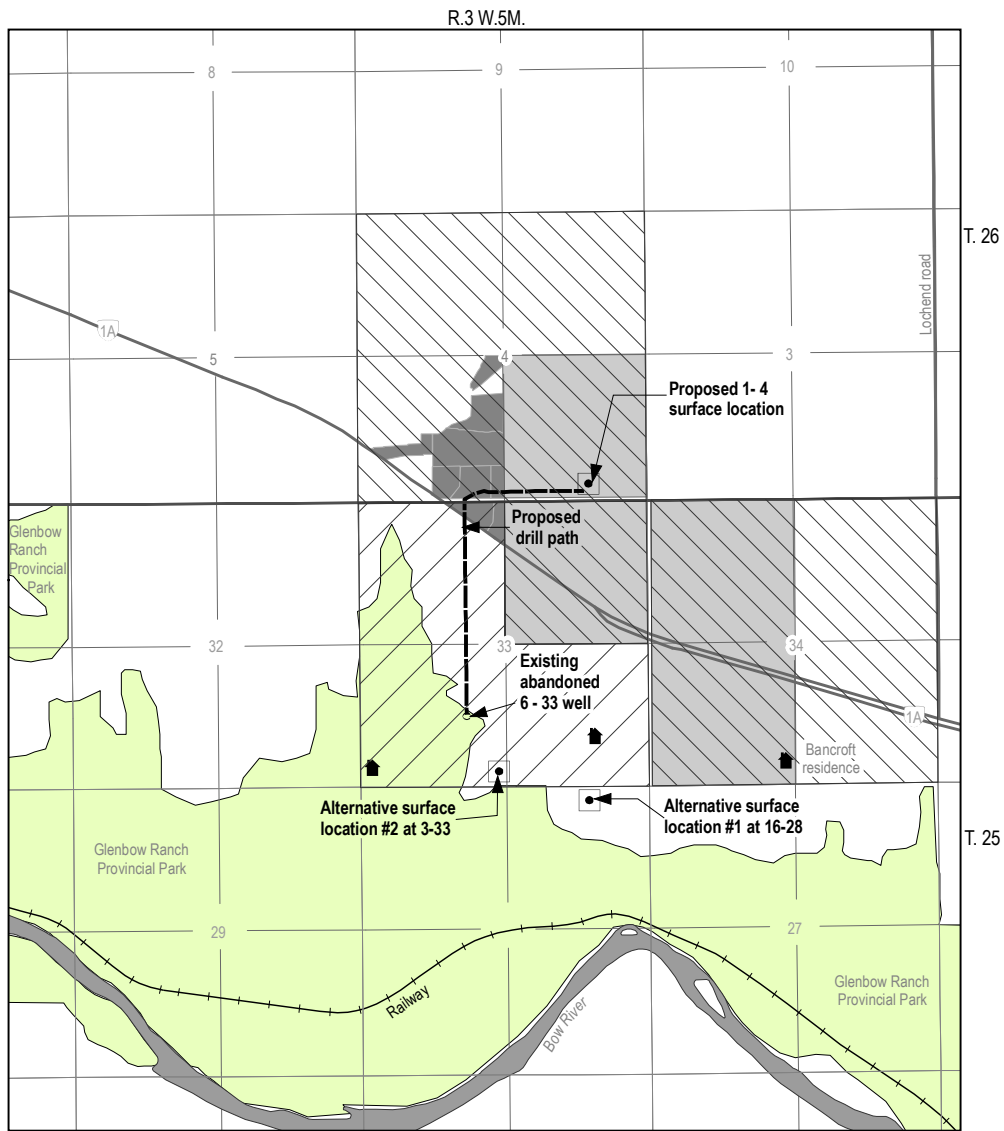 R.3 W.5M.
8
9
10
T. 26
Lochend road
1A
5
4
3
Proposed 1- 4
surface location
Proposed
drill path
Glenbow
Ranch
Provincial
Park
32
33
34
Existing
abandoned
6 - 33 well
1A
Bancroft
residence
Alternative surface
location #2 at 3-33
Alternative surface
location #1 at 16-28
T. 25
Glenbow Ranch
Provincial Park
29
27
Railway
Bow River
Glenbow Ranch
Provincial Park